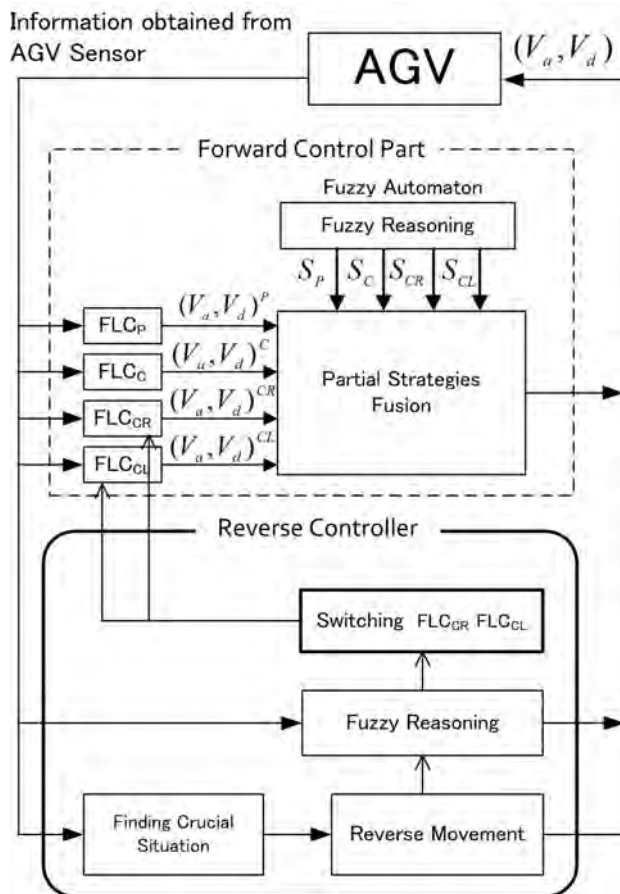 Information obtained from
AGV Sensor
AGV
(V_a, V_d)
Forward Control Part
Fuzzy Automaton
Fuzzy Reasoning
S_P S_C S_CR S_CL
FLC_P (V_a, V_d)^P
FLC_C (V_a, V_d)^C
FLC_CR (V_a, V_d)^CR
FLC_CL (V_a, V_d)^CL
Partial Strategies
Fusion
Reverse Controller
Switching FLC_CR FLC_CL
Fuzzy Reasoning
Finding Crucial
Situation
Reverse Movement